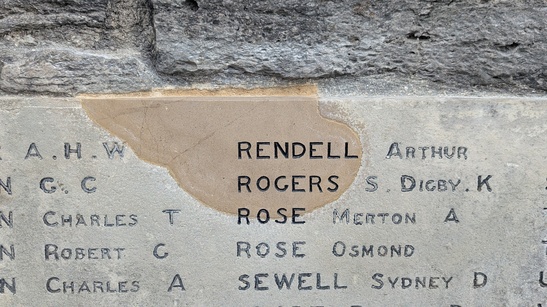 A.H.W RENDELL ARTHUR
G. C ROGERS S. DIGBY.K
CHARLES T ROSE MERTON A
ROBERT G ROSE OSMOND
CHARLES A SEWELL SYDNEY D